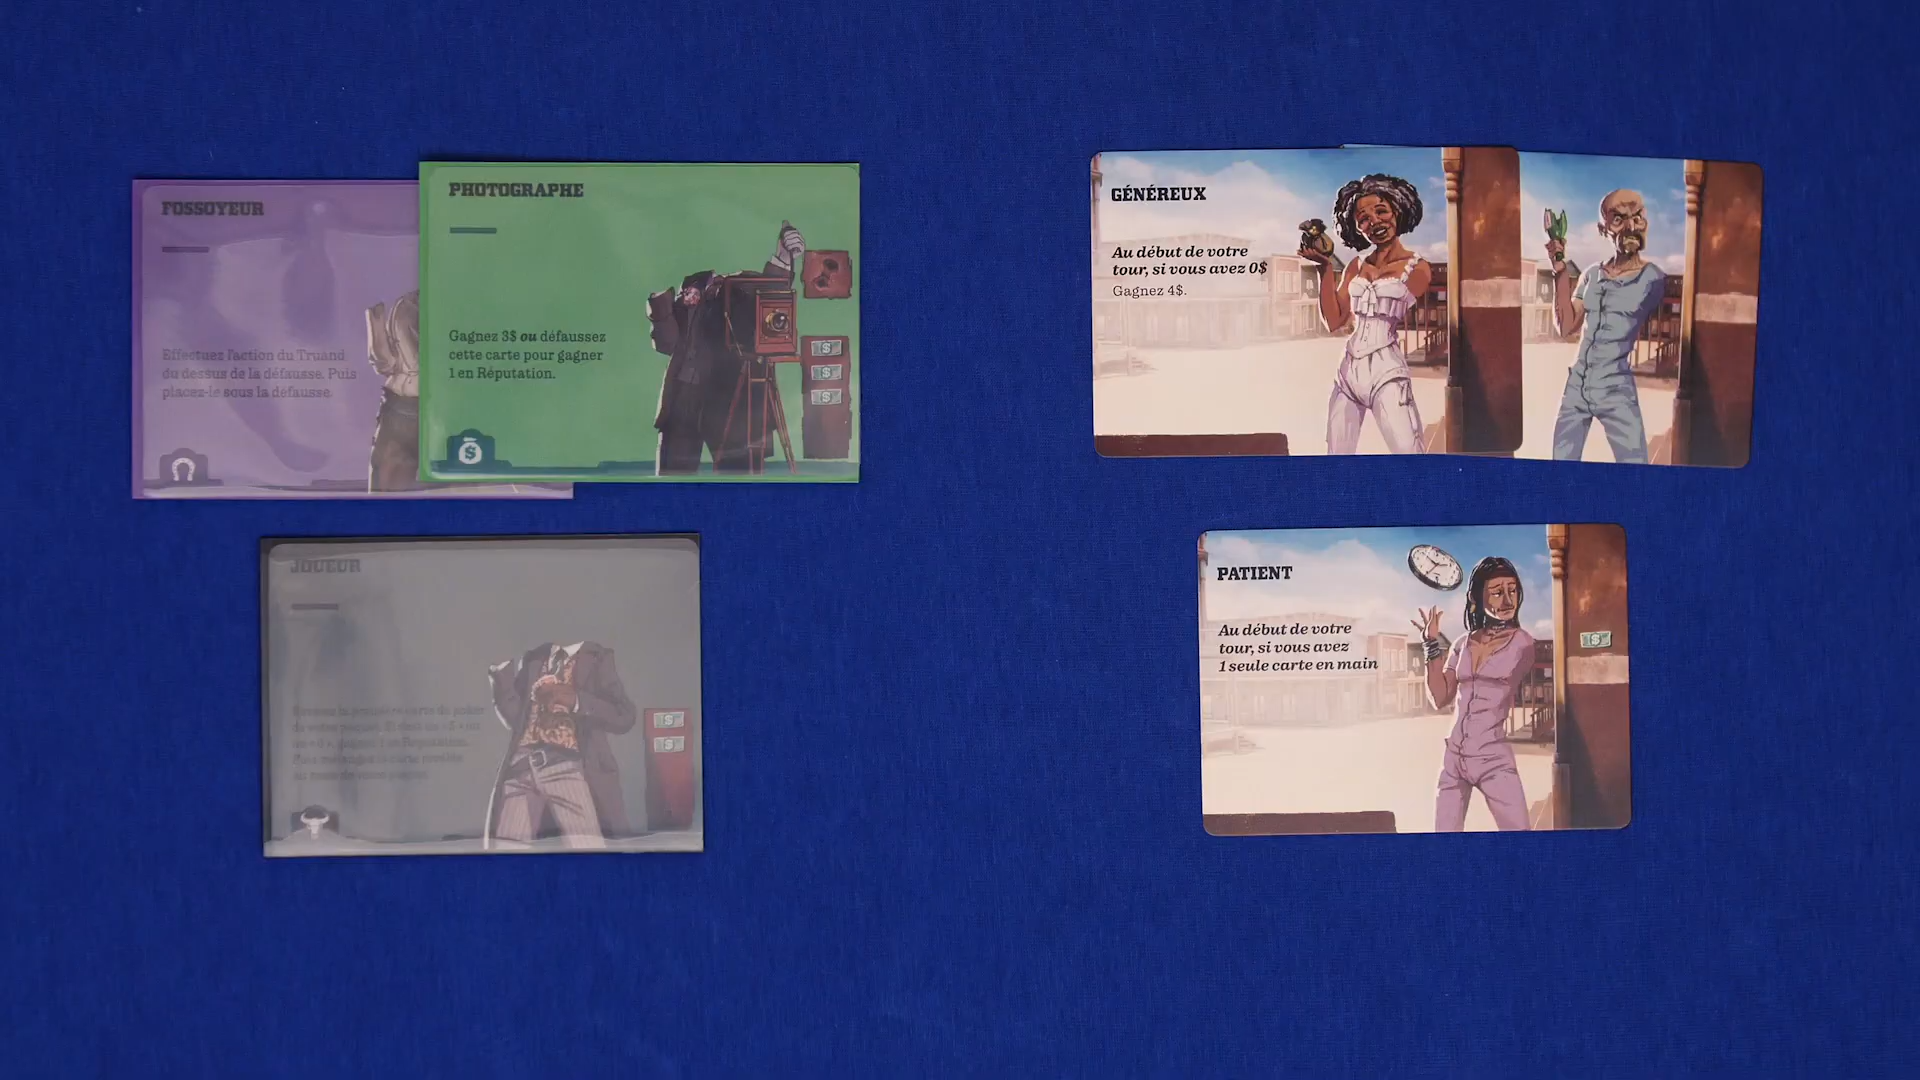 FOSSOYEUR
Effectuez l'action du Truand
du dessus de la défausse. Puis
placez-le sous la défausse.
PHOTOGRAPHE
Gagnez 3$ ou défaussez
cette carte pour gagner
1 en Réputation.
$
$
$
$
GÉNÉREUX
Au début de votre
tour, si vous avez 0$
Gagnez 4$.
JOUEUR
$
$
PATIENT
Au début de votre
tour, si vous avez
1 seule carte en main
$